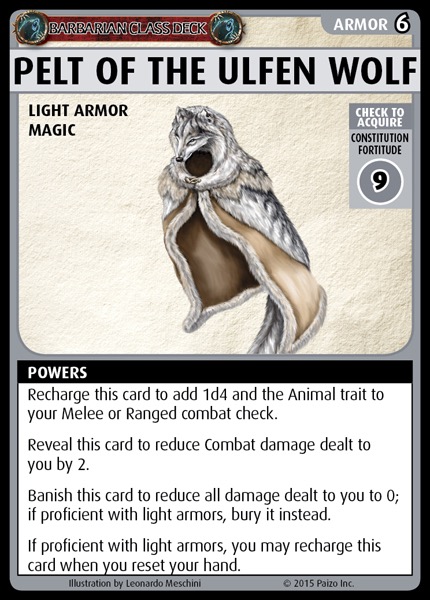 BARBARIAN CLASS DECK
ARMOR 6
PELT OF THE ULFEN WOLF
LIGHT ARMOR
MAGIC
CHECK TO
ACQUIRE
CONSTITUTION
FORTITUDE
9
POWERS
Recharge this card to add 1d4 and the Animal trait to
your Melee or Ranged combat check.
Reveal this card to reduce Combat damage dealt to
you by 2.
Banish this card to reduce all damage dealt to you to 0;
if proficient with light armors, bury it instead.
If proficient with light armors, you may recharge this
card when you reset your hand.
Illustration by Leonardo Meschini © 2015 Paizo Inc.